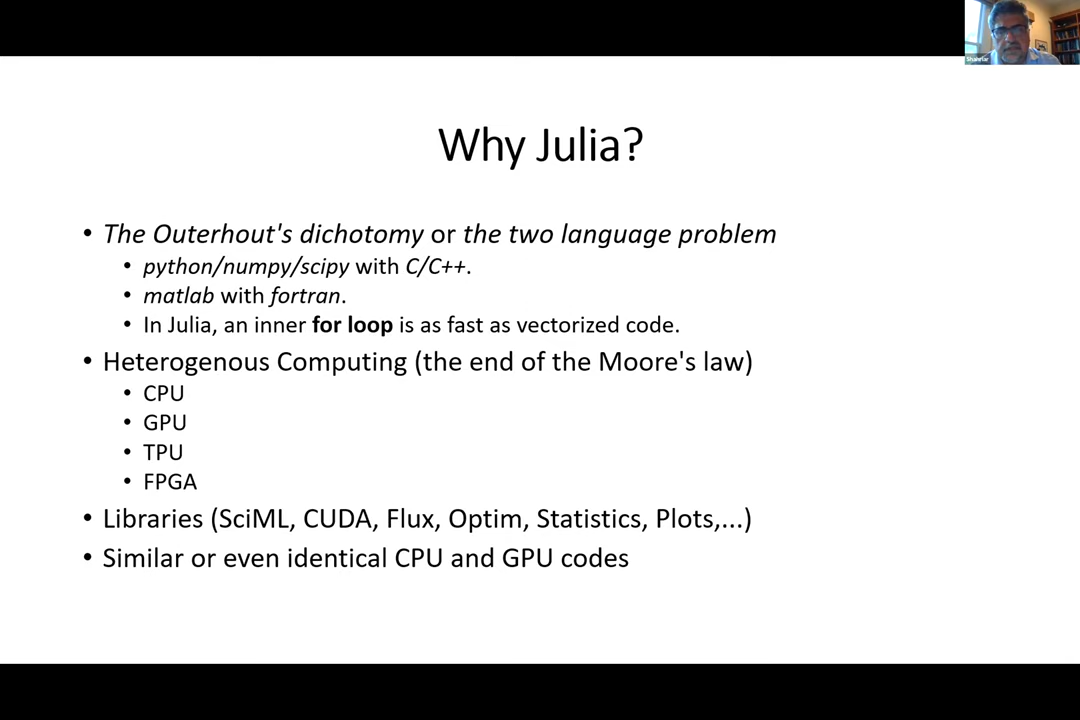 Shahriar
Why Julia?
• The Outerhout's dichotomy or the two language problem
• python/numpy/scipy with C/C++.
• matlab with fortran.
• In Julia, an inner for loop is as fast as vectorized code.
• Heterogenous Computing (the end of the Moore's law)
• CPU
• GPU
• TPU
• FPGA
• Libraries (SciML, CUDA, Flux, Optim, Statistics, Plots,...)
• Similar or even identical CPU and GPU codes